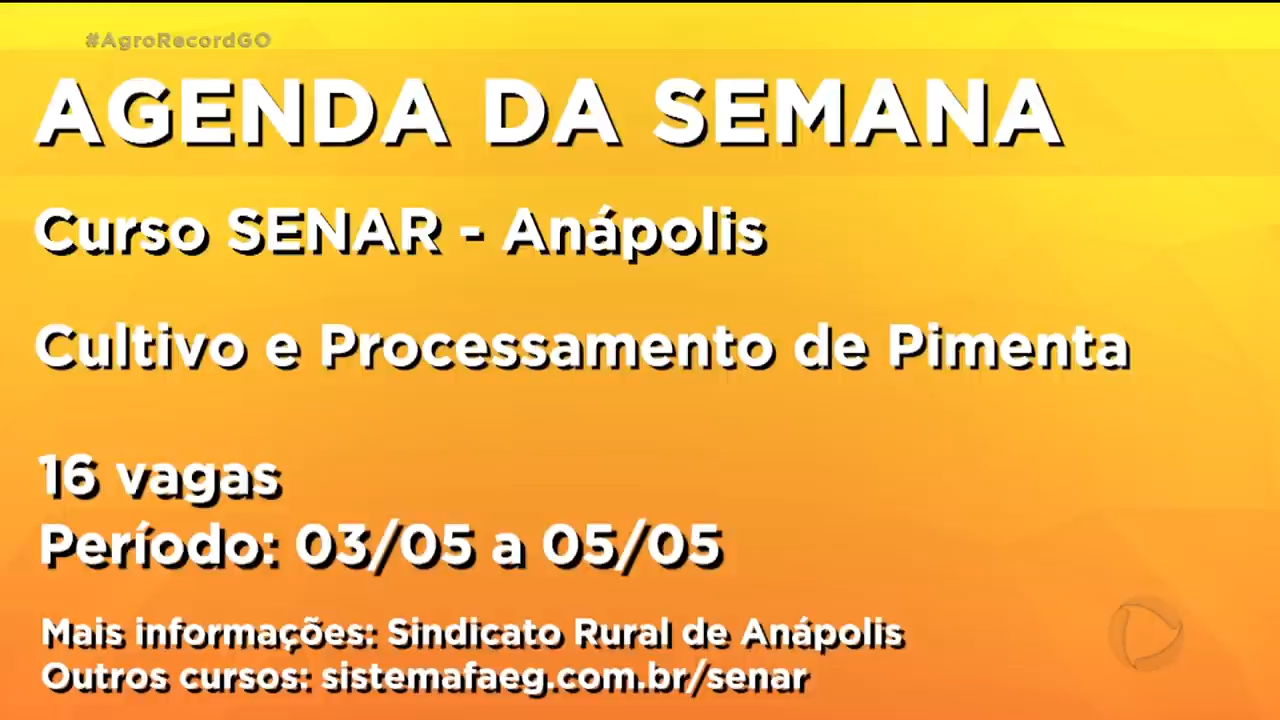 #AgroRecordGO
AGENDA DA SEMANA
Curso SENAR - Anápolis
Cultivo e Processamento de Pimenta
16 vagas
Período: 03/05 a 05/05
Mais informações: Sindicato Rural de Anápolis
Outros cursos: sistemafaeg.com.br/senar